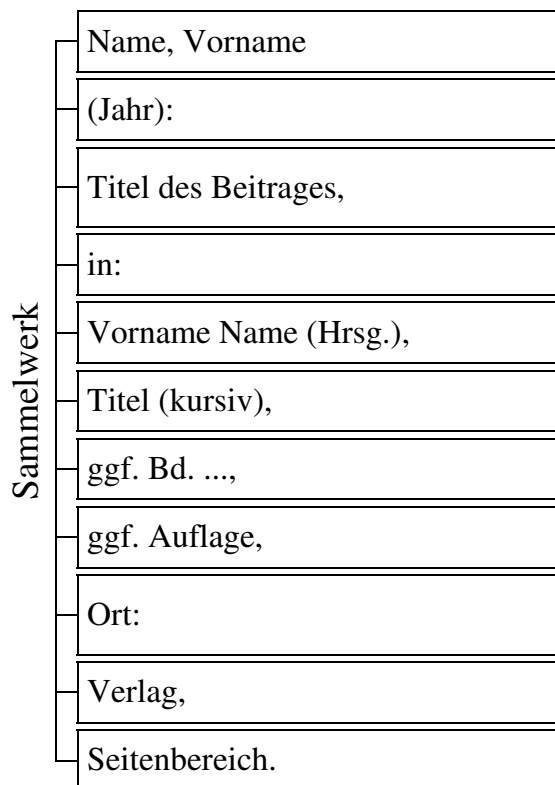 Sammelwerk
Name, Vorname
(Jahr):
Titel des Beitrages,
in:
Vorname Name (Hrsg.),
Titel (kursiv),
ggf. Bd. ...,
ggf. Auflage,
Ort:
Verlag,
Seitenbereich.